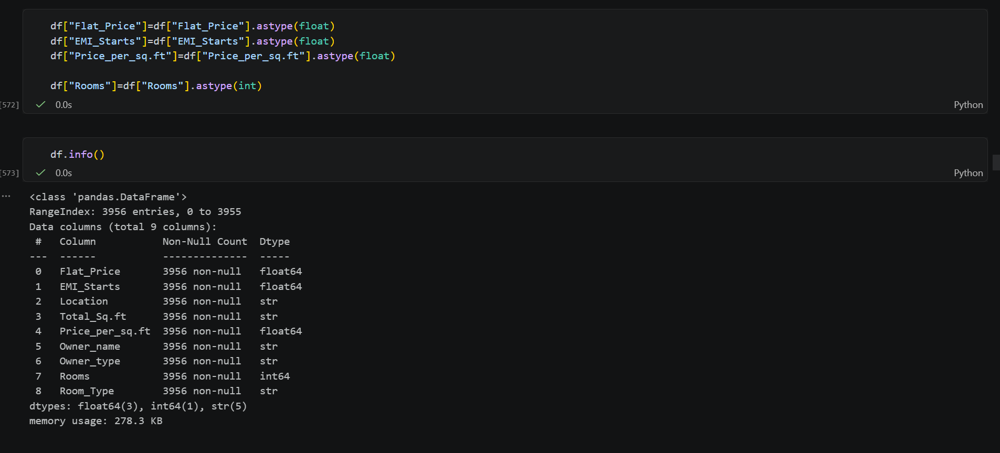 df["Flat_Price"]=df["Flat_Price"].astype(float)
df["EMI_Starts"]=df["EMI_Starts"].astype(float)
df["Price_per_sq.ft"]=df["Price_per_sq.ft"].astype(float)
df["Rooms"]=df["Rooms"].astype(int)
[572] ✓ 0.0s Python
df.info()
[573] ✓ 0.0s Python
... <class 'pandas.DataFrame'>
RangeIndex: 3956 entries, 0 to 3955
Data columns (total 9 columns):
 #   Column           Non-Null Count  Dtype
---  ------           --------------  -----
 0   Flat_Price       3956 non-null   float64
 1   EMI_Starts       3956 non-null   float64
 2   Location         3956 non-null   str
 3   Total_Sq.ft      3956 non-null   str
 4   Price_per_sq.ft  3956 non-null   float64
 5   Owner_name       3956 non-null   str
 6   Owner_type       3956 non-null   str
 7   Rooms            3956 non-null   int64
 8   Room_Type        3956 non-null   str
dtypes: float64(3), int64(1), str(5)
memory usage: 278.3 KB